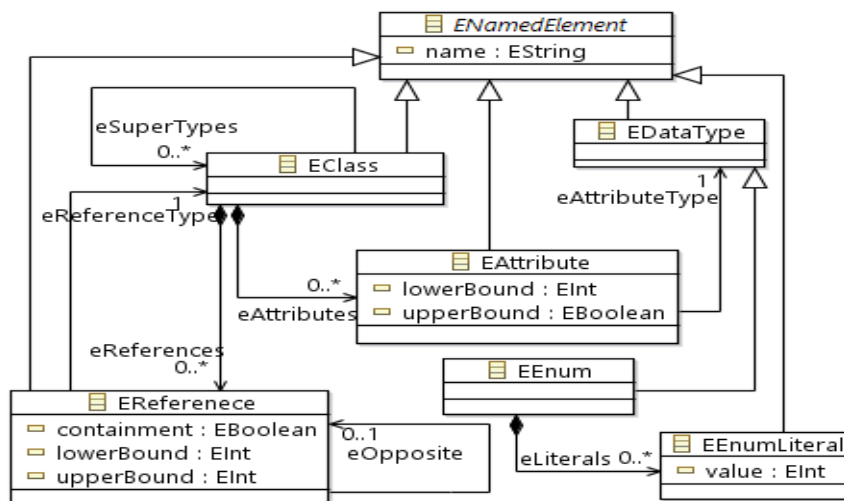 ENamedElement
name : EString
eSuperTypes
0..*
EDataType
EClass
1
eReferenceType
1
eAttributeType
EAttribute
0..*
lowerBound : EInt
eAttributes
upperBound : EBoolean
eReferences
0..*
EEnum
EReferenece
containment : EBoolean
0..1
lowerBound : EInt
eOpposite
upperBound : EInt
eLiterals
0..*
EEnumLiteral
value : EInt